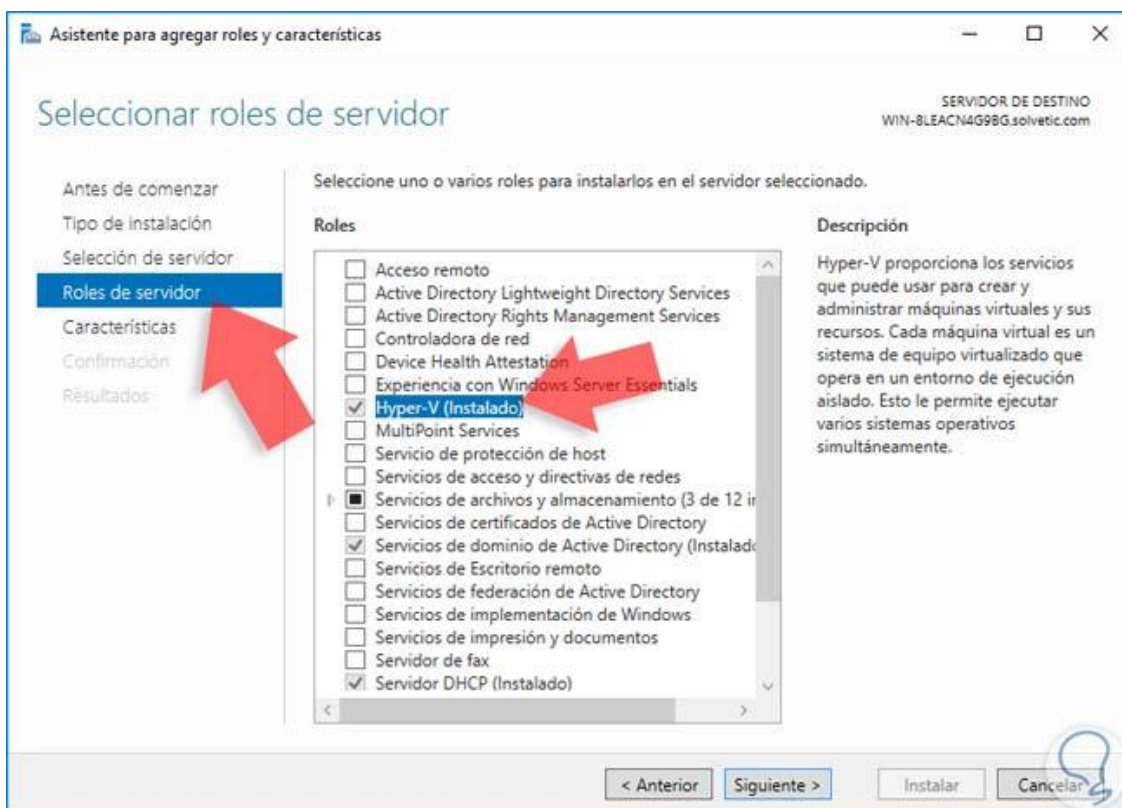 Asistente para agregar roles y características
Seleccionar roles de servidor
SERVIDOR DE DESTINO
WIN-8LEACN4G9BG.solvetic.com
Antes de comenzar
Tipo de instalación
Selección de servidor
Roles de servidor
Características
Confirmación
Resultados
Seleccione uno o varios roles para instalarlos en el servidor seleccionado.
Roles
Acceso remoto
Active Directory Lightweight Directory Services
Active Directory Rights Management Services
Controladora de red
Device Health Attestation
Experiencia con Windows Server Essentials
Hyper-V (Instalado)
MultiPoint Services
Servicio de protección de host
Servicios de acceso y directivas de redes
Servicios de archivos y almacenamiento (3 de 12 in
Servicios de certificados de Active Directory
Servicios de dominio de Active Directory (Instalado
Servicios de Escritorio remoto
Servicios de federación de Active Directory
Servicios de implementación de Windows
Servicios de impresión y documentos
Servidor de fax
Servidor DHCP (Instalado)
Descripción
Hyper-V proporciona los servicios
que puede usar para crear y
administrar máquinas virtuales y sus
recursos. Cada máquina virtual es un
sistema de equipo virtualizado que
opera en un entorno de ejecución
aislado. Esto le permite ejecutar
varios sistemas operativos
simultáneamente.
< Anterior
Siguiente >
Instalar
Cancelar